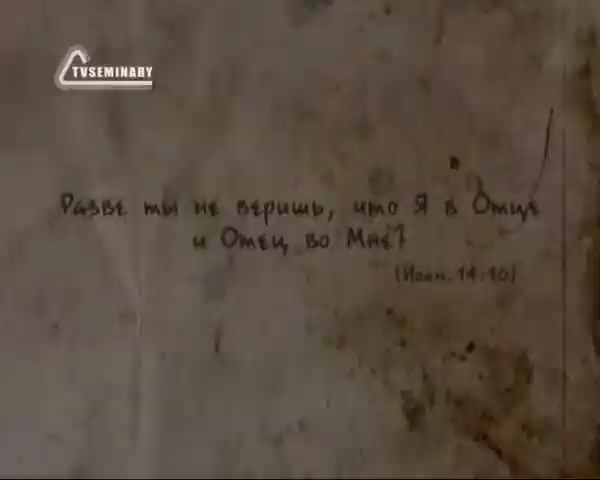 TVSEMINARY
Разве ты не веришь, что Я в Отце
и Отец во Мне?
(Иоан. 14:10)